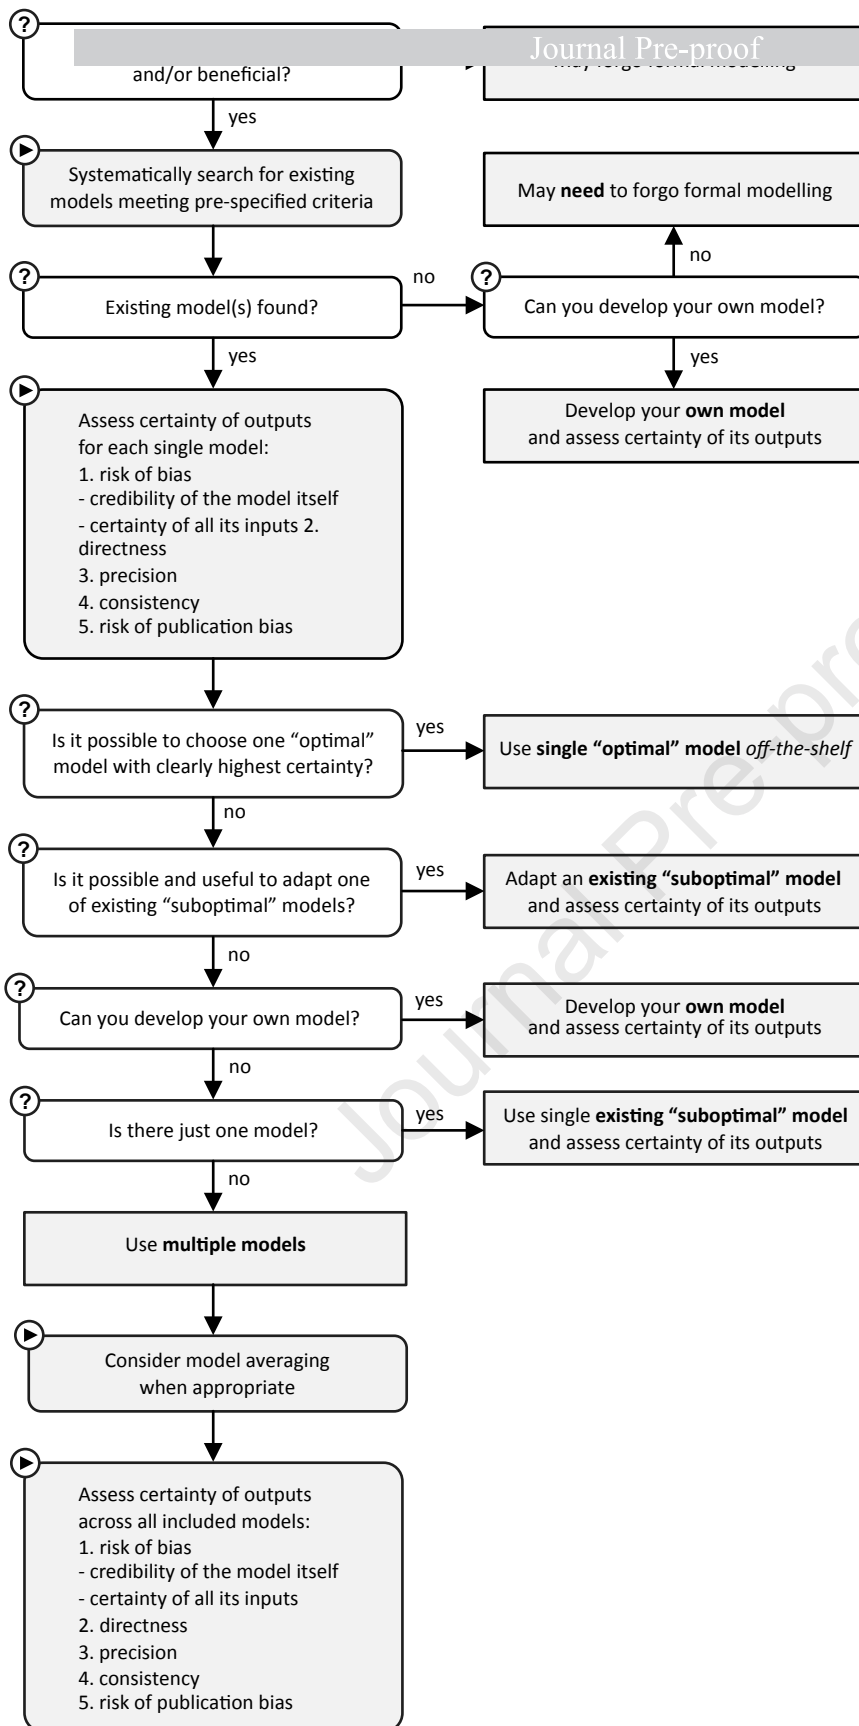 ?
Journal Pre-proof
and/or beneficial?
May forgo formal modelling
yes
Systematically search for existing
models meeting pre-specified criteria
May need to forgo formal modelling
no
?
Existing model(s) found?
no
?
Can you develop your own model?
yes
yes
Develop your own model
and assess certainty of its outputs
Assess certainty of outputs
for each single model:
1. risk of bias
- credibility of the model itself
- certainty of all its inputs 2.
directness
3. precision
4. consistency
5. risk of publication bias
?
Is it possible to choose one “optimal”
model with clearly highest certainty?
yes
Use single “optimal” model off-the-shelf
no
?
Is it possible and useful to adapt one
of existing “suboptimal” models?
yes
Adapt an existing “suboptimal” model
and assess certainty of its outputs
no
?
Can you develop your own model?
yes
Develop your own model
and assess certainty of its outputs
no
?
Is there just one model?
yes
Use single existing “suboptimal” model
and assess certainty of its outputs
no
Use multiple models
Consider model averaging
when appropriate
Assess certainty of outputs
across all included models:
1. risk of bias
- credibility of the model itself
- certainty of all its inputs
2. directness
3. precision
4. consistency
5. risk of publication bias
Journal Pre-pro